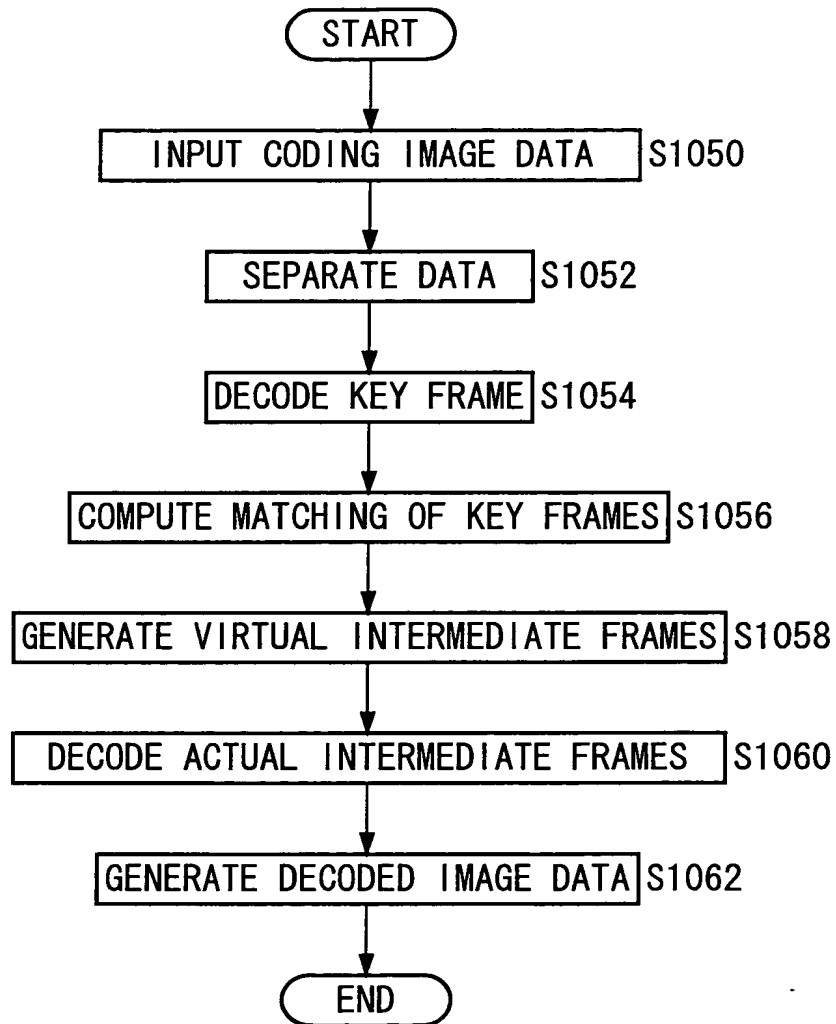 START
INPUT CODING IMAGE DATA S1050
SEPARATE DATA S1052
DECODE KEY FRAME S1054
COMPUTE MATCHING OF KEY FRAMES S1056
GENERATE VIRTUAL INTERMEDIATE FRAMES S1058
DECODE ACTUAL INTERMEDIATE FRAMES S1060
GENERATE DECODED IMAGE DATA S1062
END